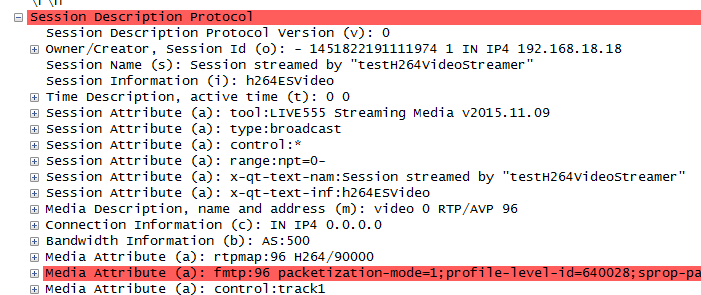 \r\n
Session Description Protocol
Session Description Protocol Version (v): 0
Owner/Creator, Session Id (o): - 1451822191111974 1 IN IP4 192.168.18.18
Session Name (s): Session streamed by "testH264VideoStreamer"
Session Information (i): h264ESVideo
Time Description, active time (t): 0 0
Session Attribute (a): tool:LIVE555 Streaming Media v2015.11.09
Session Attribute (a): type:broadcast
Session Attribute (a): control:*
Session Attribute (a): range:npt=0-
Session Attribute (a): x-qt-text-nam:Session streamed by "testH264VideoStreamer"
Session Attribute (a): x-qt-text-inf:h264ESVideo
Media Description, name and address (m): video 0 RTP/AVP 96
Connection Information (c): IN IP4 0.0.0.0
Bandwidth Information (b): AS:500
Media Attribute (a): rtpmap:96 H264/90000
Media Attribute (a): fmtp:96 packetization-mode=1;profile-level-id=640028;sprop-pa
Media Attribute (a): control:track1